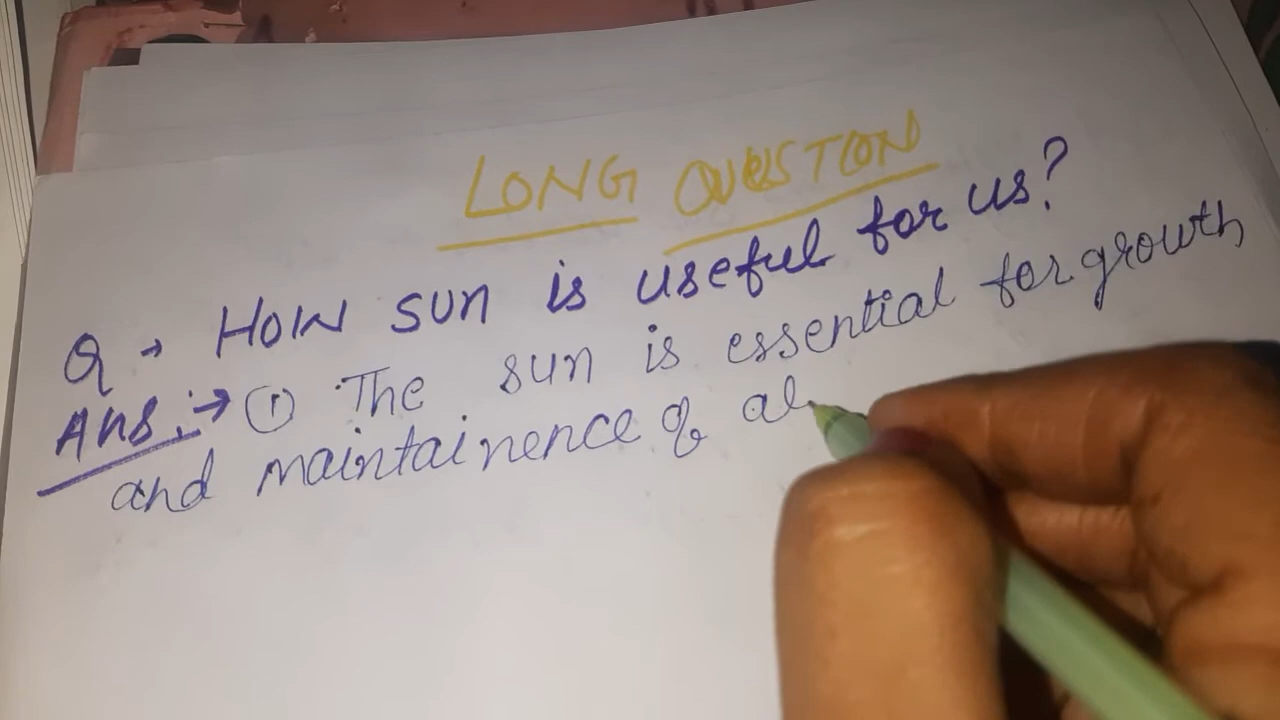 LONG QUESTION
Q → HOW SUN is useful for us?
Ans:→ ① The sun is essential for growth
and maintainence of al